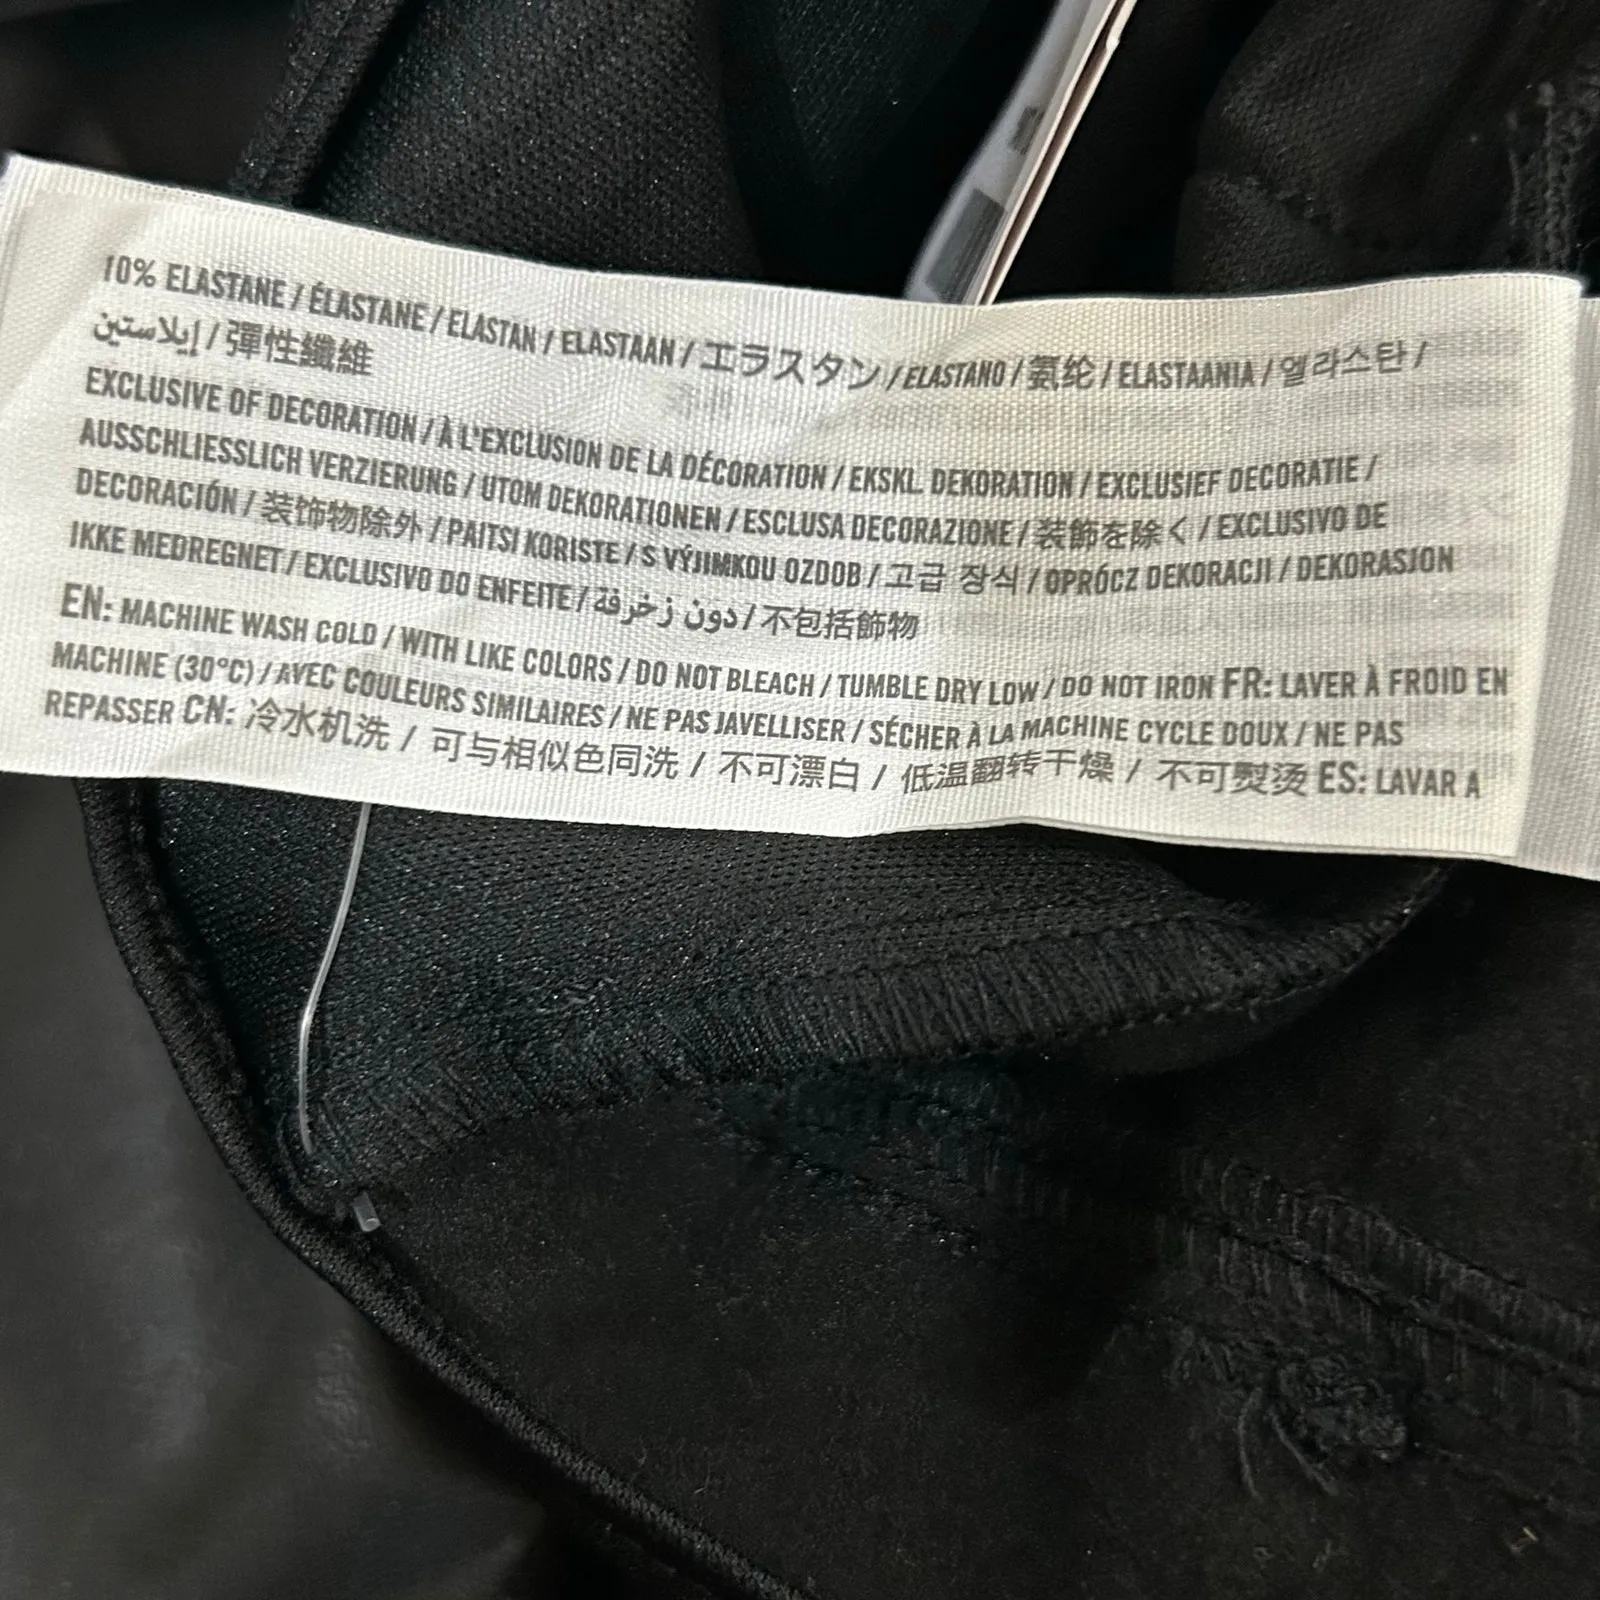 10% ELASTANE / ÉLASTANE / ELASTAN / ELASTAAN / エラスタン / ELASTANO / 氨纶 / ELASTAANIA / 엘라스탄 /
إيلاستين / 彈性纖維
EXCLUSIVE OF DECORATION / À L'EXCLUSION DE LA DÉCORATION / EKSKL. DEKORATION / EXCLUSIEF DECORATIE /
AUSSCHLIESSLICH VERZIERUNG / UTOM DEKORATIONEN / ESCLUSA DECORAZIONE / 装飾を除く / EXCLUSIVO DE
DECORACIÓN / 装饰物除外 / PAITSI KORISTE / S VÝJIMKOU OZDOB / 고급 장식 / OPRÓCZ DEKORACJI / DEKORASJON
IKKE MEDREGNET / EXCLUSIVO DO ENFEITE / دون زخرفة / 不包括飾物
EN: MACHINE WASH COLD / WITH LIKE COLORS / DO NOT BLEACH / TUMBLE DRY LOW / DO NOT IRON FR: LAVER À FROID EN
MACHINE (30°C) / AVEC COULEURS SIMILAIRES / NE PAS JAVELLISER / SÉCHER À LA MACHINE CYCLE DOUX / NE PAS
REPASSER CN: 冷水机洗 / 可与相似色同洗 / 不可漂白 / 低温翻转干燥 / 不可熨烫 ES: LAVAR A